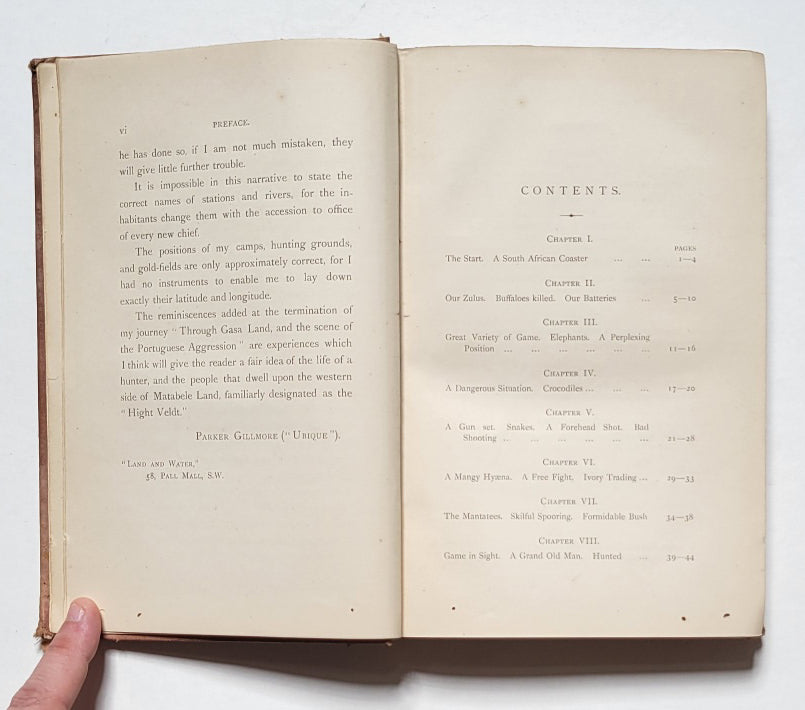 vi
PREFACE.
he has done so, if I am not much mistaken, they
will give little further trouble.
It is impossible in this narrative to state the
correct names of stations and rivers, for the in-
habitants change them with the accession to office
of every new chief.
The positions of my camps, hunting grounds,
and gold-fields are only approximately correct, for I
had no instruments to enable me to lay down
exactly their latitude and longitude.
The reminiscences added at the termination of
my journey "Through Gasa Land, and the scene of
the Portuguese Aggression" are experiences which
I think will give the reader a fair idea of the life of a
hunter, and the people that dwell upon the western
side of Matabele Land, familiarly designated as the
"Hight Veldt."
PARKER GILLMORE ("UBIQUE").
"LAND AND WATER,"
58, PALL MALL, S.W.
CONTENTS.
CHAPTER I.
PAGES
The Start. A South African Coaster ... ... 1—4
CHAPTER II.
Our Zulus. Buffaloes killed. Our Batteries ... 5—10
CHAPTER III.
Great Variety of Game. Elephants. A Perplexing
Position ... ... ... ... ... ... 11—16
CHAPTER IV.
A Dangerous Situation. Crocodiles ... ... ... 17—20
CHAPTER V.
A Gun set. Snakes. A Forehead Shot. Bad
Shooting .. ... ... ... ... ... 21—28
CHAPTER VI.
A Mangy Hyæna. A Free Fight. Ivory Trading ... 29—33
CHAPTER VII.
The Mantatees. Skilful Spooring. Formidable Bush 34—38
CHAPTER VIII.
Game in Sight. A Grand Old Man. Hunted ... 39—44